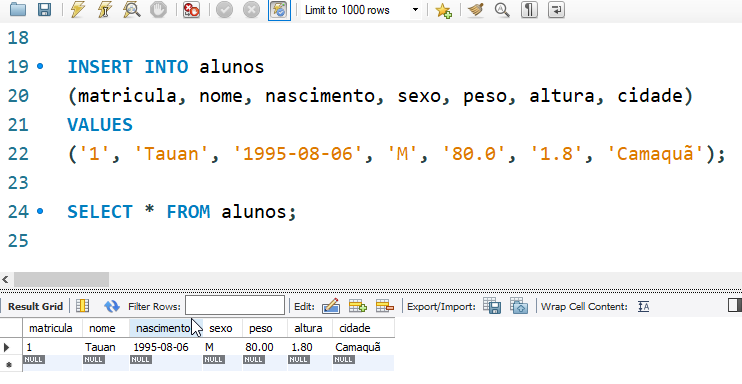 Limit to 1000 rows
18
19 INSERT INTO alunos
20 (matricula, nome, nascimento, sexo, peso, altura, cidade)
21 VALUES
22 ('1', 'Tauan', '1995-08-06', 'M', '80.0', '1.8', 'Camaquã');
23
24 SELECT * FROM alunos;
25
Result Grid Filter Rows: Edit: Export/Import: Wrap Cell Content: IA
matricula nome nascimento sexo peso altura cidade
1 Tauan 1995-08-06 M 80.00 1.80 Camaquã
NULL NULL NULL NULL NULL NULL NULL